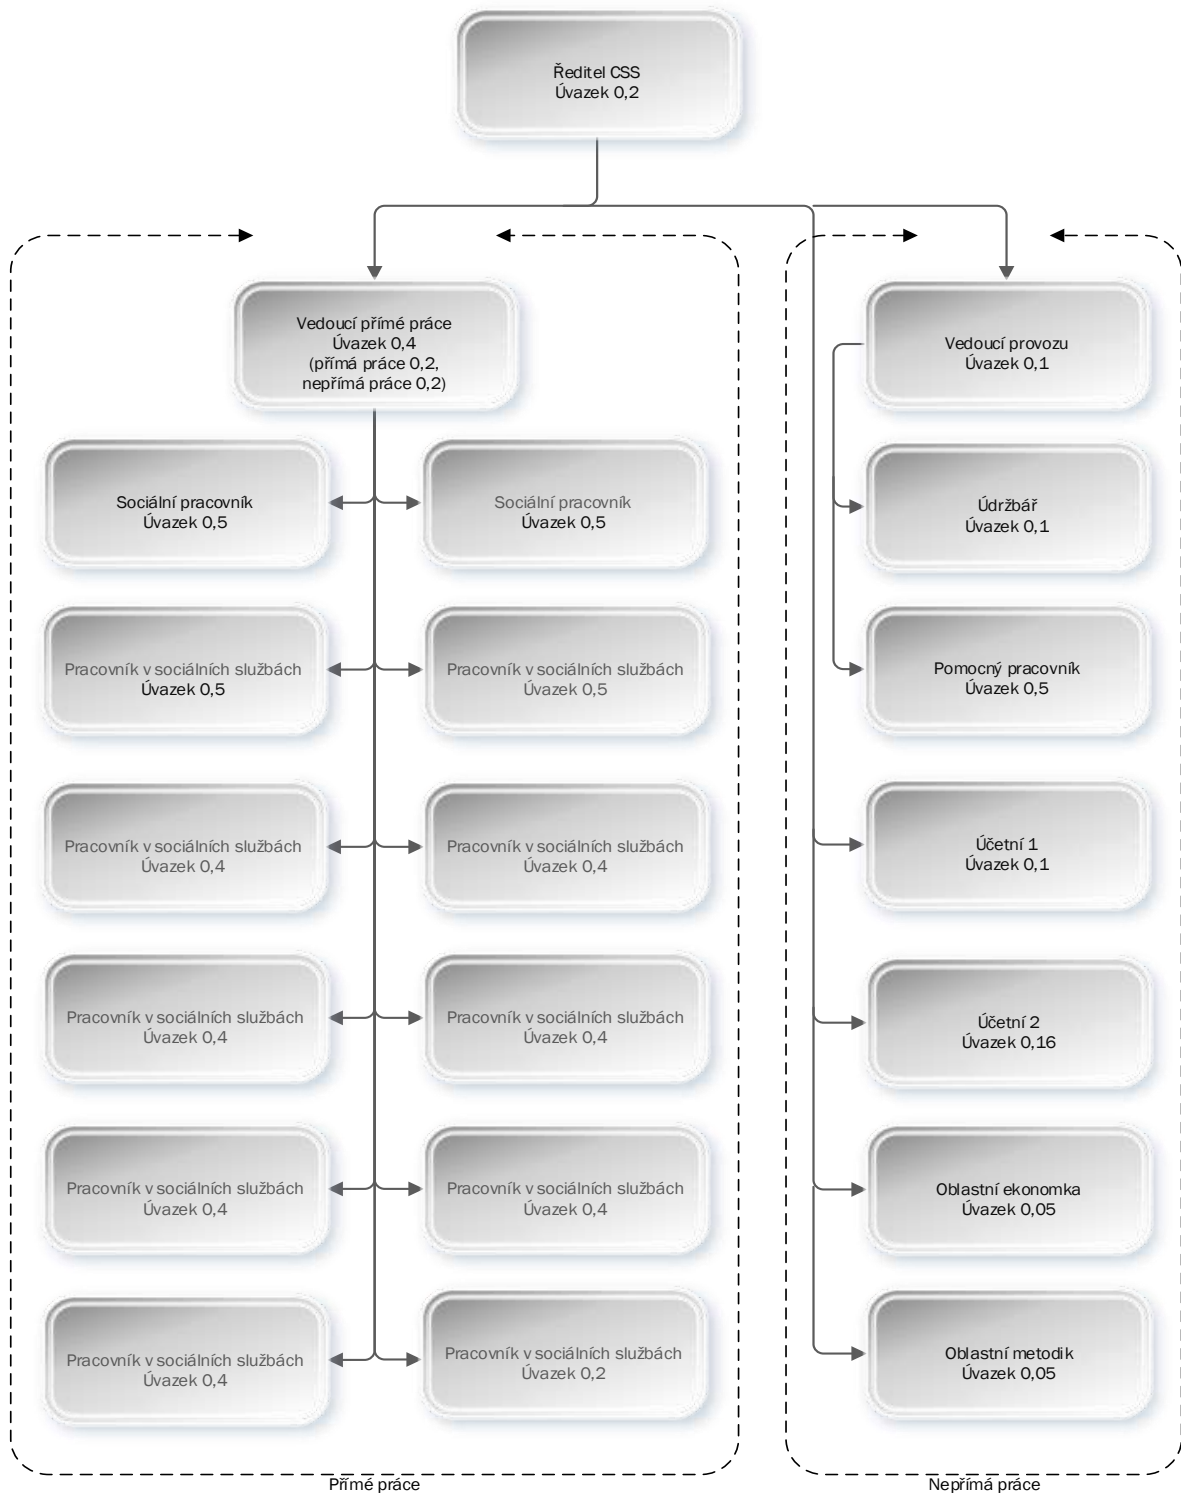 Ředitel CSS
Úvazek 0,2
Vedoucí přímé práce
Úvazek 0,4
(přímá práce 0,2,
nepřímá práce 0,2)
Sociální pracovník
Úvazek 0,5
Sociální pracovník
Úvazek 0,5
Pracovník v sociálních službách
Úvazek 0,5
Pracovník v sociálních službách
Úvazek 0,5
Pracovník v sociálních službách
Úvazek 0,4
Pracovník v sociálních službách
Úvazek 0,4
Pracovník v sociálních službách
Úvazek 0,4
Pracovník v sociálních službách
Úvazek 0,4
Pracovník v sociálních službách
Úvazek 0,4
Pracovník v sociálních službách
Úvazek 0,4
Pracovník v sociálních službách
Úvazek 0,4
Pracovník v sociálních službách
Úvazek 0,2
Přímé práce
Vedoucí provozu
Úvazek 0,1
Údržbář
Úvazek 0,1
Pomocný pracovník
Úvazek 0,5
Účetní 1
Úvazek 0,1
Účetní 2
Úvazek 0,16
Oblastní ekonomka
Úvazek 0,05
Oblastní metodik
Úvazek 0,05
Nepřímá práce